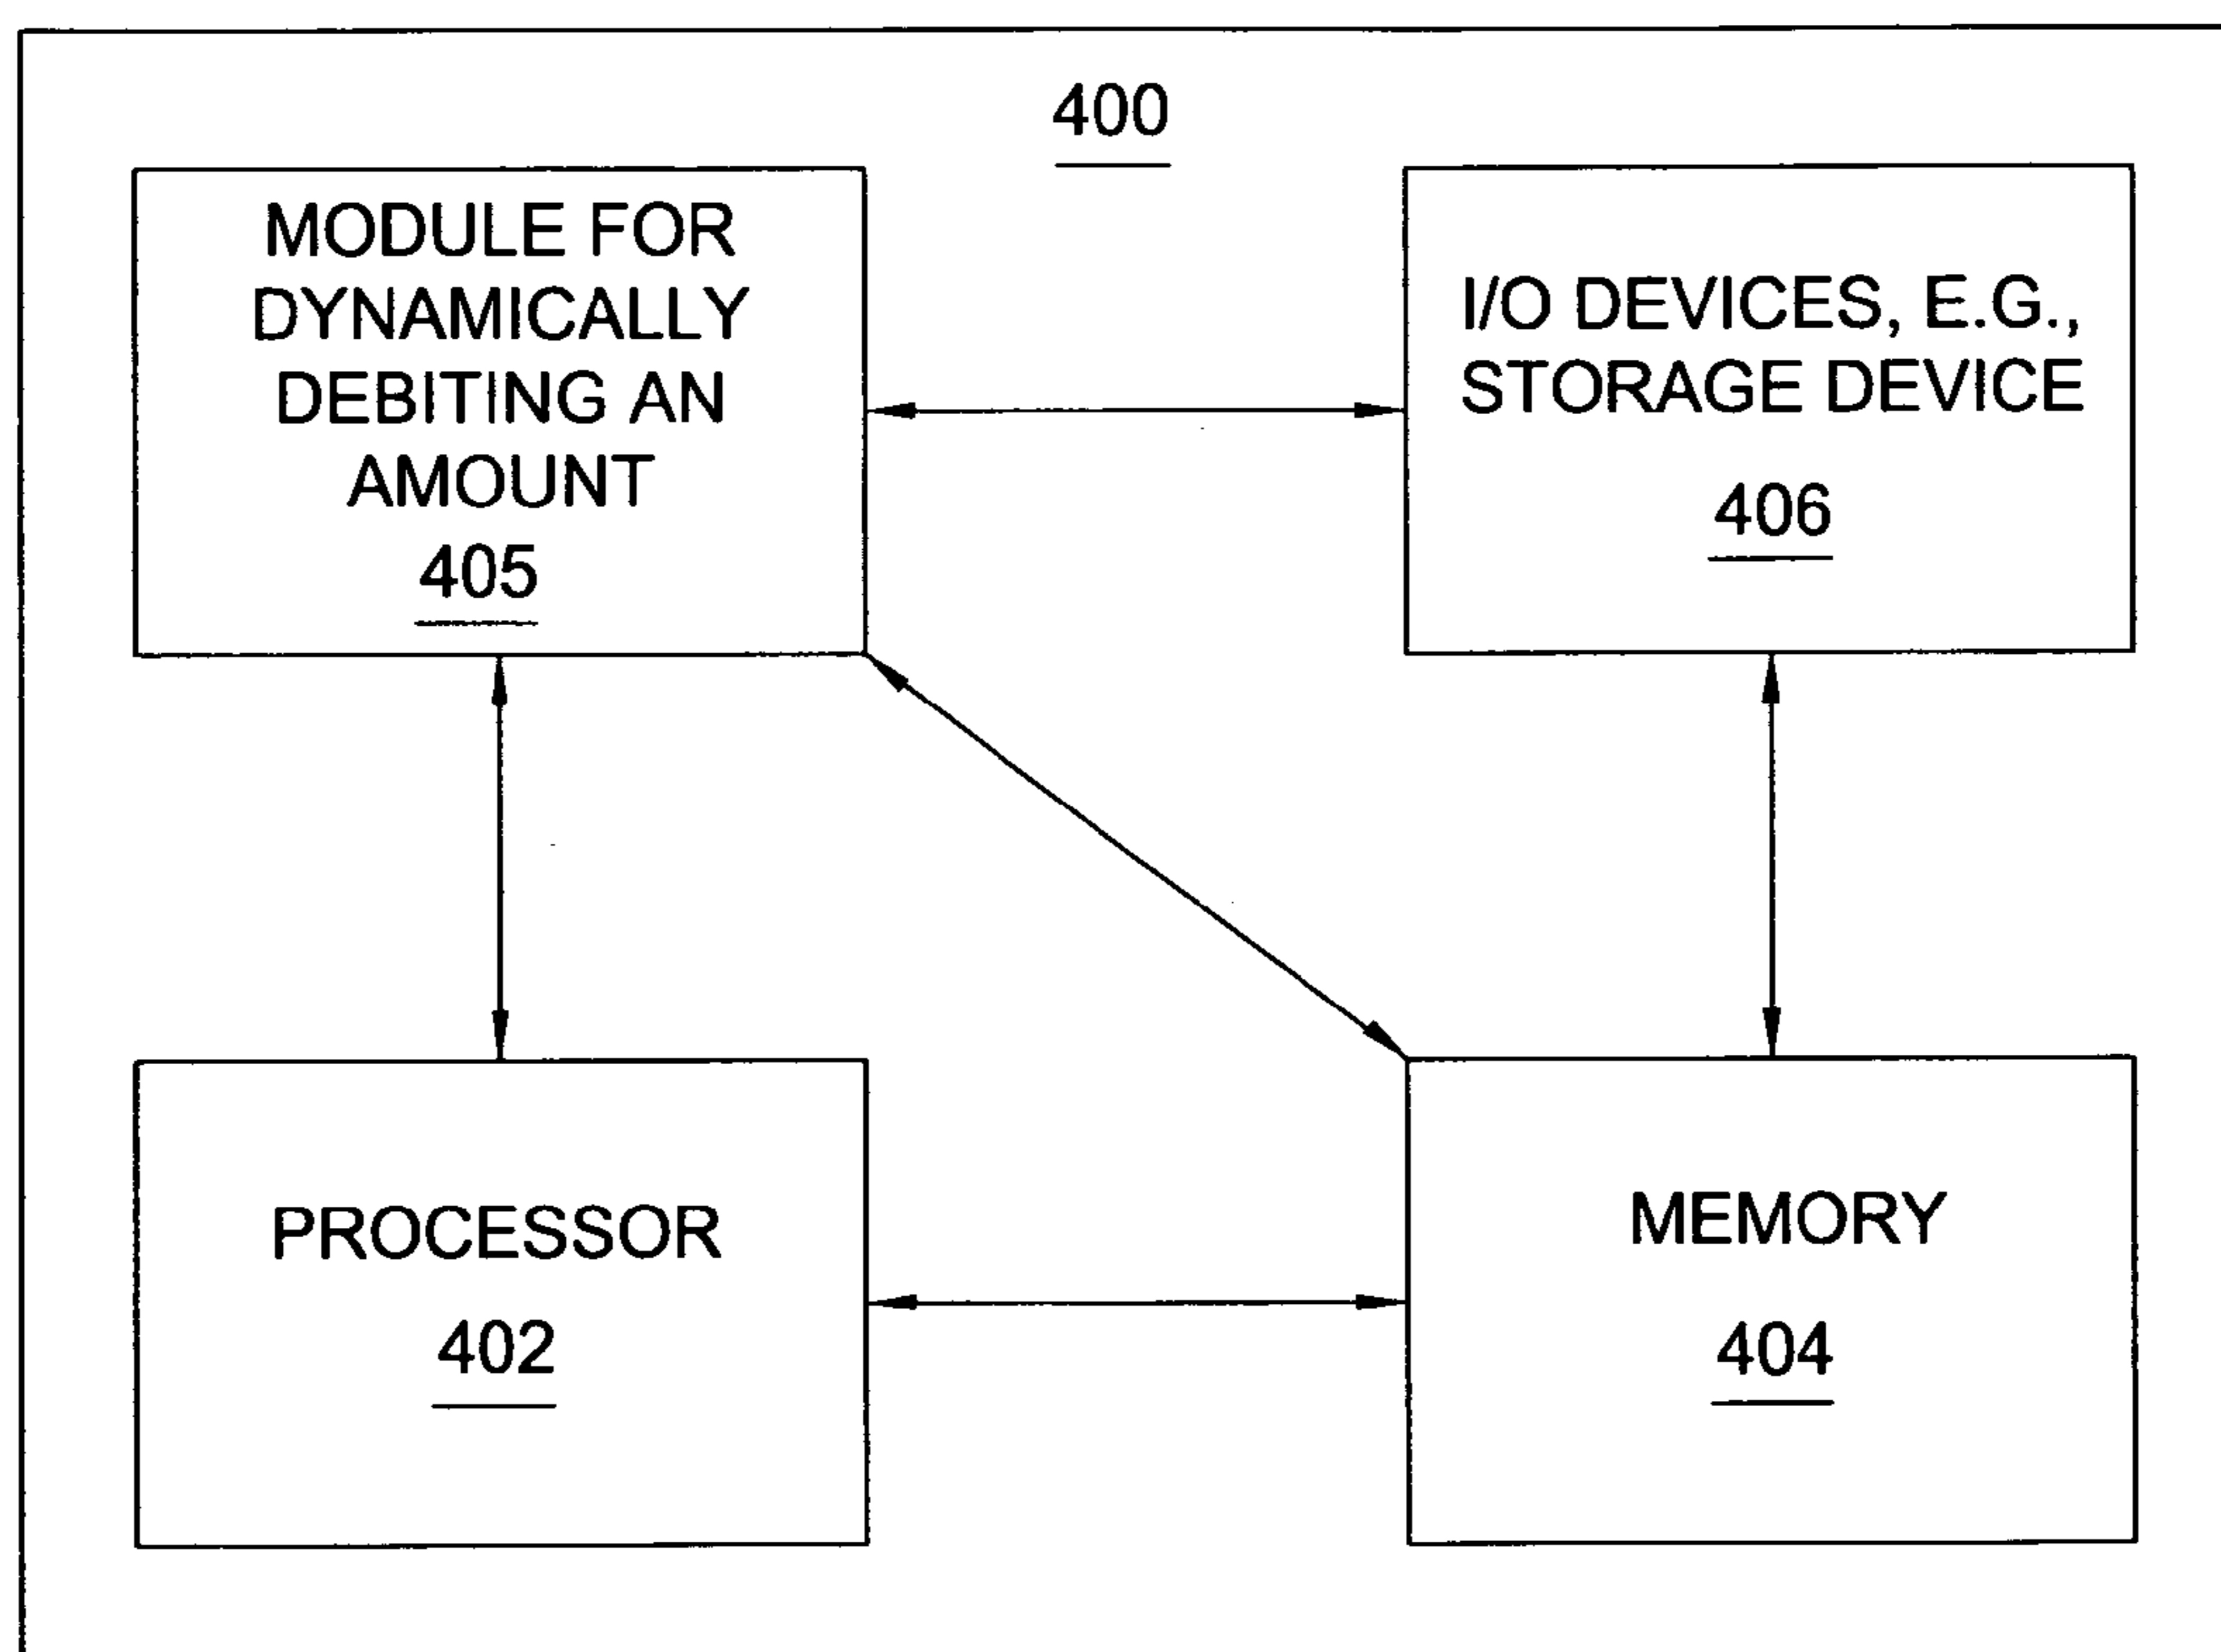 400
MODULE FOR
DYNAMICALLY
DEBITING AN
AMOUNT
405
I/O DEVICES, E.G.,
STORAGE DEVICE
406
PROCESSOR
402
MEMORY
404